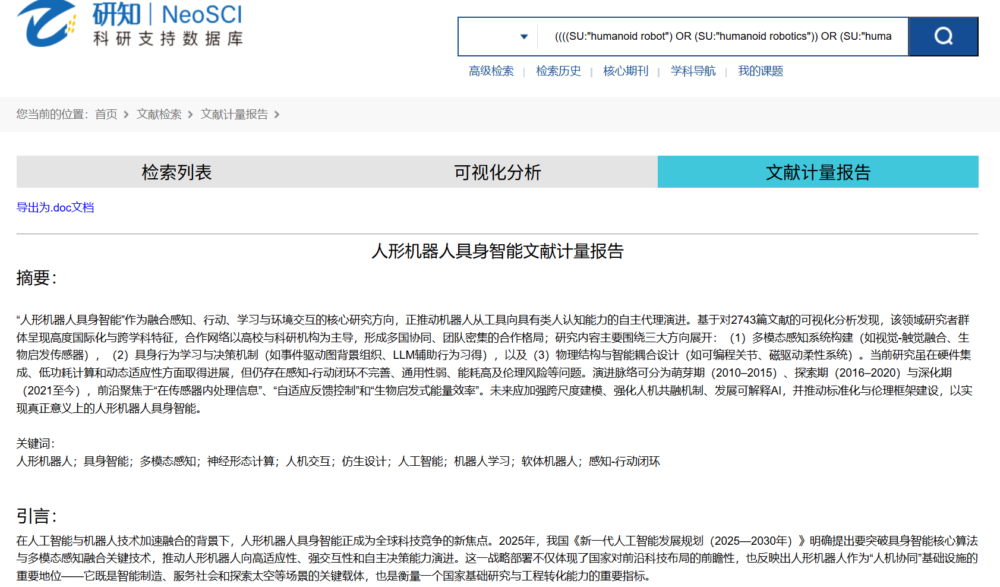 研知 | NeoSCI
科研支持数据库
((((SU:"humanoid robot") OR (SU:"humanoid robotics")) OR (SU:"huma
高级检索 | 检索历史 | 核心期刊 | 学科导航 | 我的课题
您当前的位置：首页 > 文献检索 > 文献计量报告 >
检索列表 可视化分析 文献计量报告
导出为.doc文档
人形机器人具身智能文献计量报告
摘要：
“人形机器人具身智能”作为融合感知、行动、学习与环境交互的核心研究方向，正推动机器人从工具向具有类人认知能力的自主代理演进。基于对2743篇文献的可视化分析发现，该领域研究者群
体呈现高度国际化与跨学科特征，合作网络以高校与科研机构为主导，形成多国协同、团队密集的合作格局；研究内容主要围绕三大方向展开：（1）多模态感知系统构建（如视觉-触觉融合、生
物启发传感器），（2）具身行为学习与决策机制（如事件驱动图背景组织、LLM辅助行为习得），以及（3）物理结构与智能耦合设计（如可编程关节、磁驱动柔性系统）。当前研究虽在硬件集
成、低功耗计算和动态适应性方面取得进展，但仍存在感知-行动闭环不完善、通用性弱、能耗高及伦理风险等问题。演进脉络可分为萌芽期（2010–2015）、探索期（2016–2020）与深化期
（2021至今），前沿聚焦于“在传感器内处理信息”、“自适应反馈控制”和“生物启发式能量效率”。未来应加强跨尺度建模、强化人机共融机制、发展可解释AI，并推动标准化与伦理框架建设，以实
现真正意义上的人形机器人具身智能。
关键词：
人形机器人；具身智能；多模态感知；神经形态计算；人机交互；仿生设计；人工智能；机器人学习；软体机器人；感知-行动闭环
引言：
在人工智能与机器人技术加速融合的背景下，人形机器人具身智能正成为全球科技竞争的新焦点。2025年，我国《新一代人工智能发展规划（2025—2030年）》明确提出要突破具身智能核心算法
与多模态感知融合关键技术，推动人形机器人向高适应性、强交互性和自主决策能力演进。这一战略部署不仅体现了国家对前沿科技布局的前瞻性，也反映出人形机器人作为“人机协同”基础设施的
重要地位——它既是智能制造、服务社会和探索太空等场景的关键载体，也是衡量一个国家基础研究与工程转化能力的重要指标。